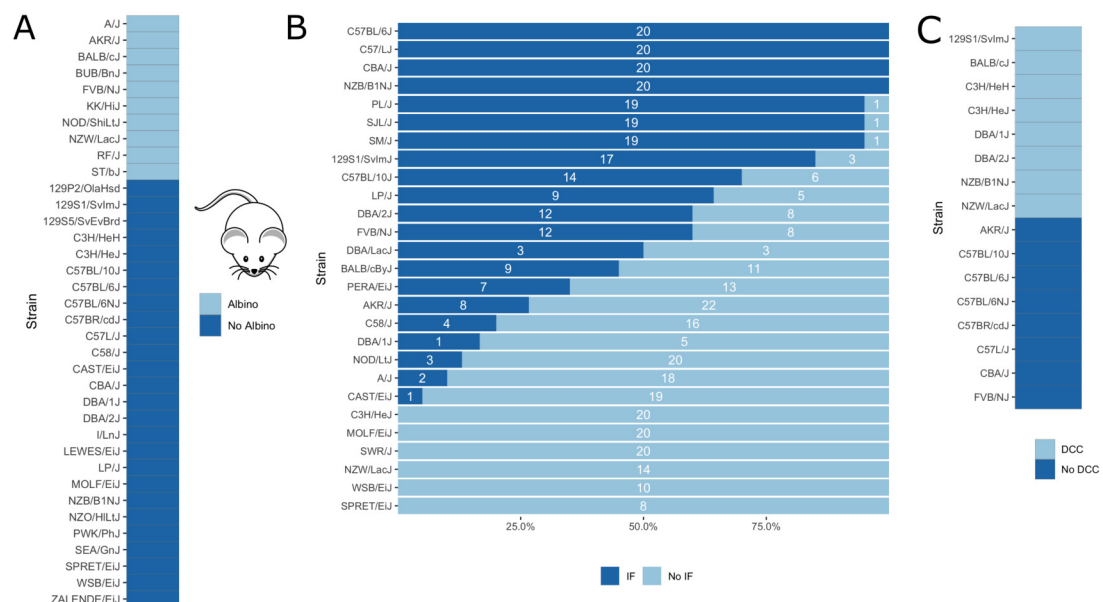 A
A/J
AKR/J
BALB/cJ
BUB/BnJ
FVB/NJ
KK/HiJ
NOD/ShiLtJ
NZW/LacJ
RF/J
ST/bJ
129P2/OlaHsd
129S1/SvImJ
129S5/SvEvBrd
C3H/HeH
C3H/HeJ
C57BL/10J
C57BL/6J
C57BL/6NJ
C57BR/cdJ
C57L/J
C58/J
CAST/EiJ
CBA/J
DBA/1J
DBA/2J
I/LnJ
LEWES/EiJ
LP/J
MOLF/EiJ
NZB/B1NJ
NZO/HlLtJ
PWK/PhJ
SEA/GnJ
SPRET/EiJ
WSB/EiJ
ZALENDE/EiJ
Strain
Albino
No Albino
B
C57BL/6J 20
C57/LJ 20
CBA/J 20
NZB/B1NJ 20
PL/J 19 1
SJL/J 19 1
SM/J 19 1
129S1/SvImJ 17 3
C57BL/10J 14 6
LP/J 9 5
DBA/2J 12 8
FVB/NJ 12 8
DBA/LacJ 3 3
BALB/cByJ 9 11
PERA/EiJ 7 13
AKR/J 8 22
C58/J 4 16
DBA/1J 1 5
NOD/LtJ 3 20
A/J 2 18
CAST/EiJ 1 19
C3H/HeJ 20
MOLF/EiJ 20
SWR/J 20
NZW/LacJ 14
WSB/EiJ 10
SPRET/EiJ 8
Strain
25.0% 50.0% 75.0%
IF No IF
C
129S1/SvImJ
BALB/cJ
C3H/HeH
C3H/HeJ
DBA/1J
DBA/2J
NZB/B1NJ
NZW/LacJ
AKR/J
C57BL/10J
C57BL/6J
C57BL/6NJ
C57BR/cdJ
C57L/J
CBA/J
FVB/NJ
Strain
DCC
No DCC